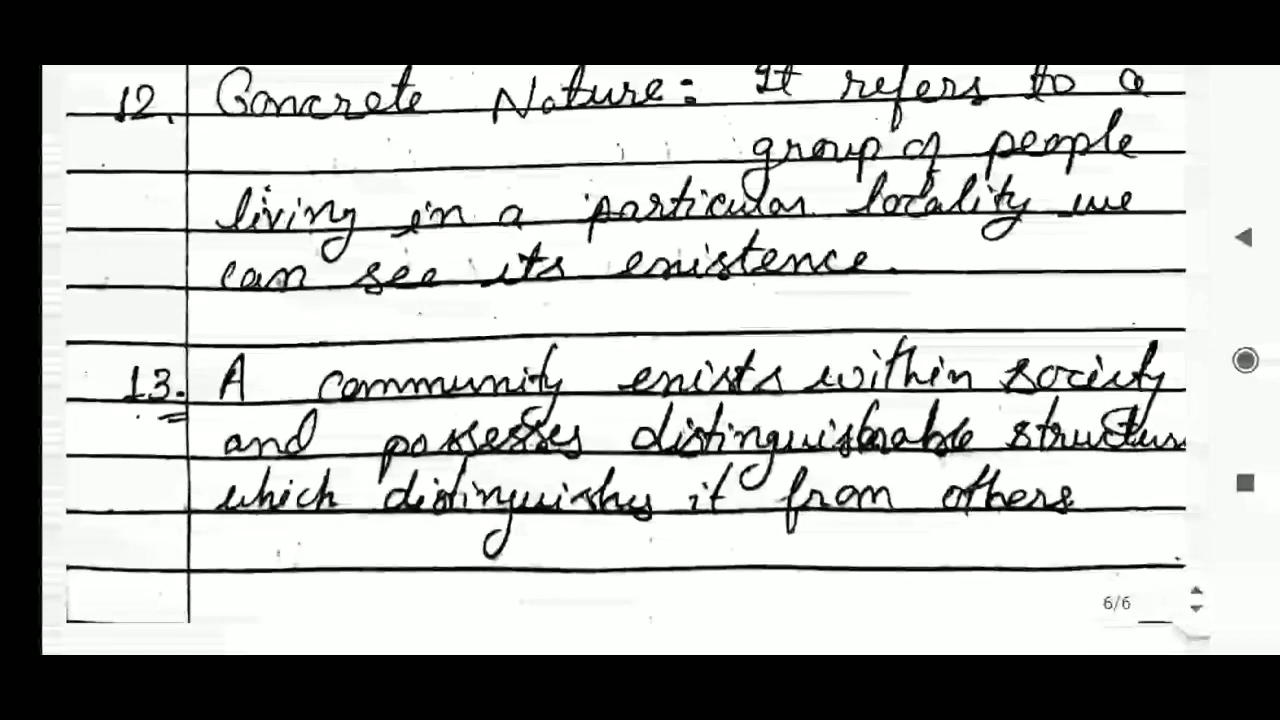 12. Concrete Nature: It refers to a
group of people
living in a particular locality we
can see its existence.
13. A community exists within society
and possesses distinguishable structure
which distinguishes it from others
6/6